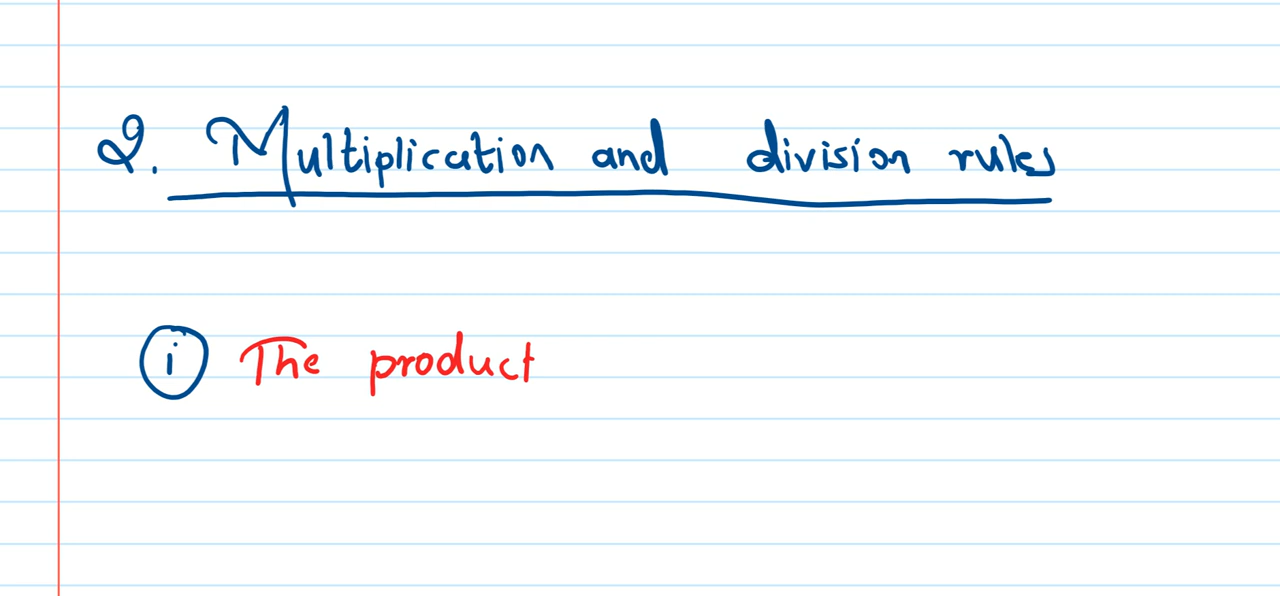 2. Multiplication and division rules
i The product